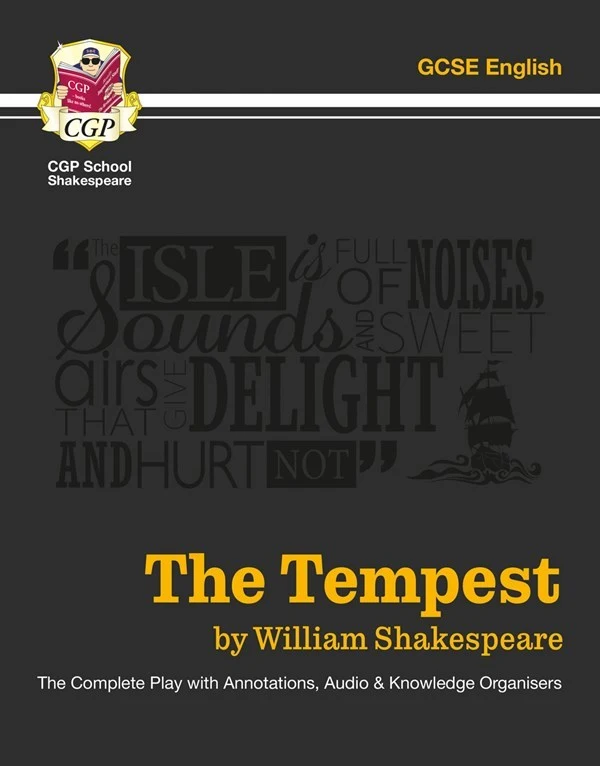 GCSE English
CGP
CGP
CGP School
Shakespeare
“The ISLE is FULL OF NOISES,
Sounds AND SWEET
airs THAT GIVE DELIGHT
AND HURT NOT”
The Tempest
by William Shakespeare
The Complete Play with Annotations, Audio & Knowledge Organisers